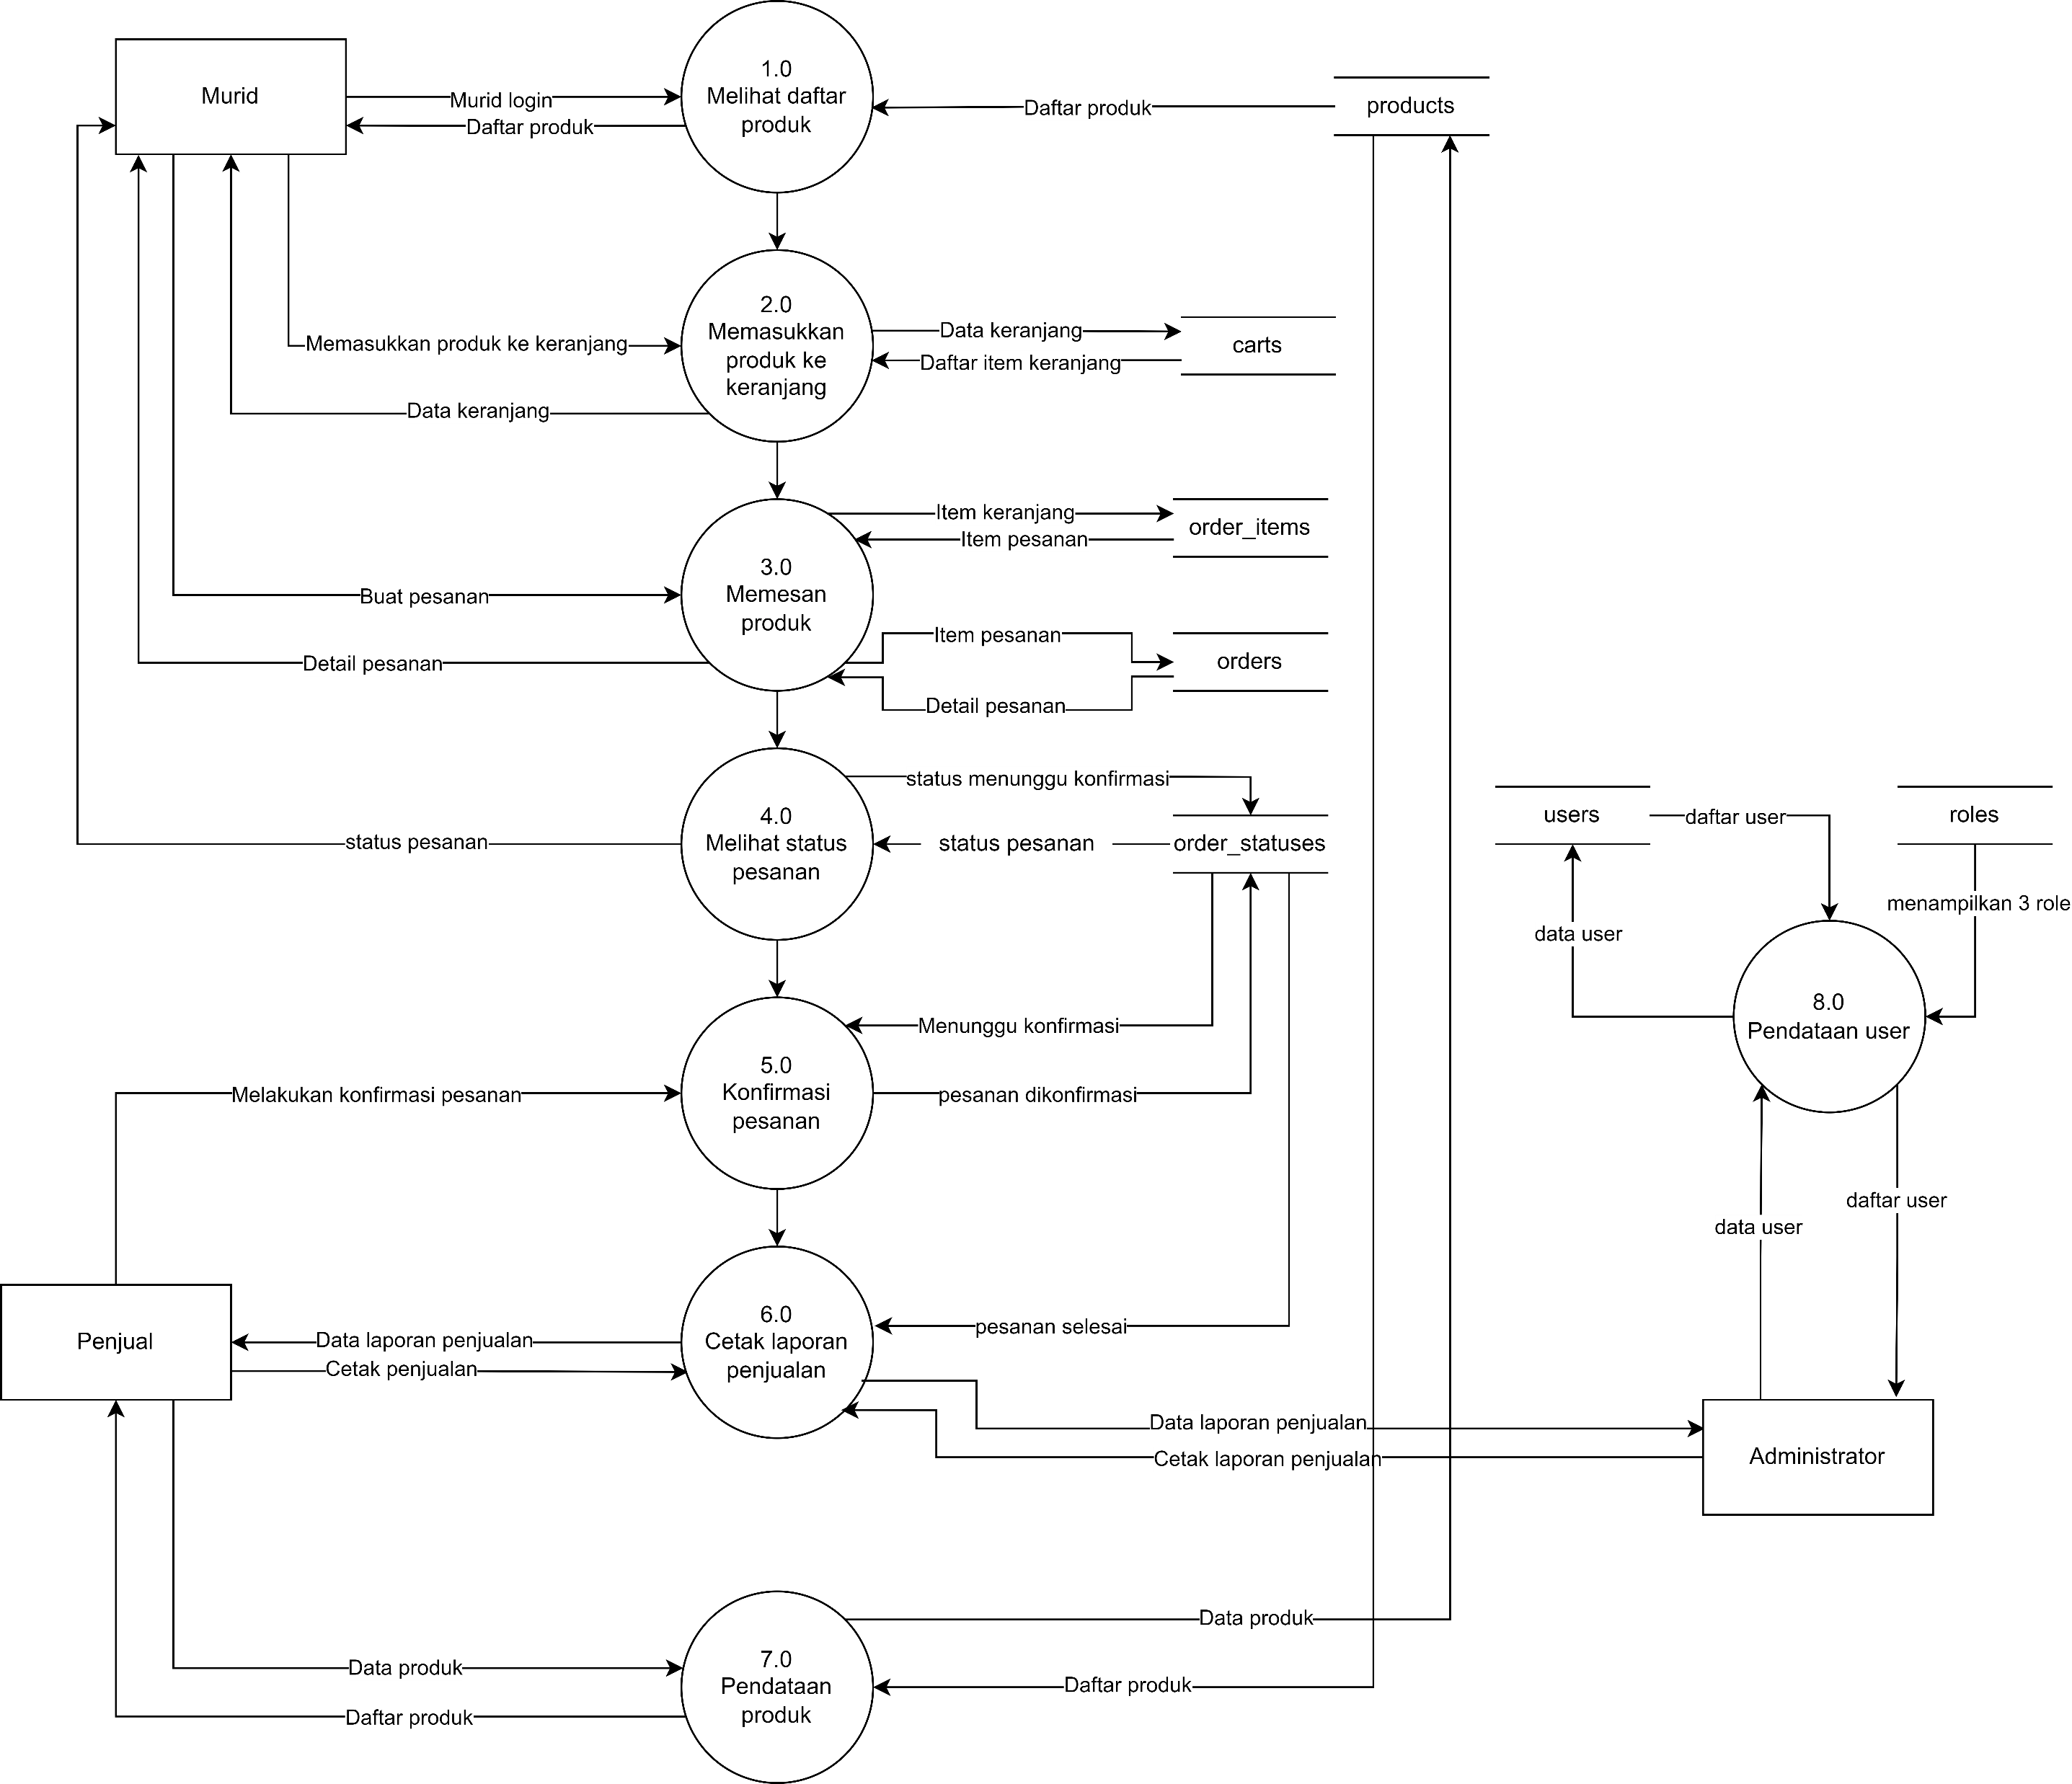 1.0
Melihat daftar
produk
Murid
Murid login
Daftar produk
Daftar produk
products
2.0
Memasukkan
produk ke
keranjang
Memasukkan produk ke keranjang
Data keranjang
Data keranjang
Daftar item keranjang
carts
3.0
Memesan
produk
Item keranjang
Item pesanan
order_items
Buat pesanan
Detail pesanan
Item pesanan
Detail pesanan
orders
4.0
Melihat status
pesanan
status menunggu konfirmasi
status pesanan
status pesanan
order_statuses
users
daftar user
roles
menampilkan 3 role
data user
8.0
Pendataan user
5.0
Konfirmasi
pesanan
Menunggu konfirmasi
Melakukan konfirmasi pesanan
pesanan dikonfirmasi
data user
daftar user
6.0
Cetak laporan
penjualan
Penjual
Data laporan penjualan
Cetak penjualan
pesanan selesai
Data laporan penjualan
Cetak laporan penjualan
Administrator
7.0
Pendataan
produk
Data produk
Daftar produk
Data produk
Daftar produk